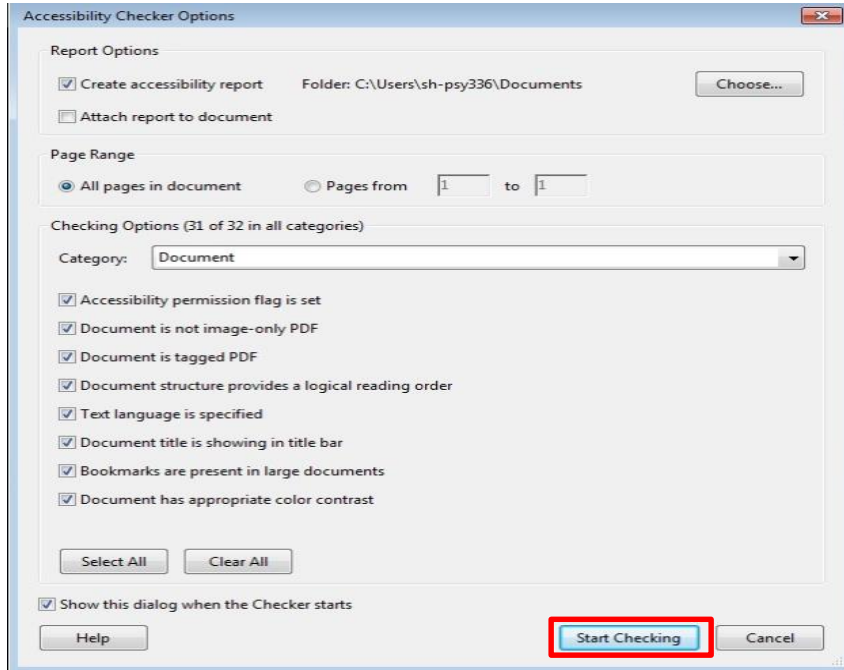 Accessibility Checker Options
Report Options
Create accessibility report Folder: C:\Users\sh-psy336\Documents Choose...
Attach report to document
Page Range
All pages in document Pages from 1 to 1
Checking Options (31 of 32 in all categories)
Category: Document
Accessibility permission flag is set
Document is not image-only PDF
Document is tagged PDF
Document structure provides a logical reading order
Text language is specified
Document title is showing in title bar
Bookmarks are present in large documents
Document has appropriate color contrast
Select All Clear All
Show this dialog when the Checker starts
Help Start Checking Cancel